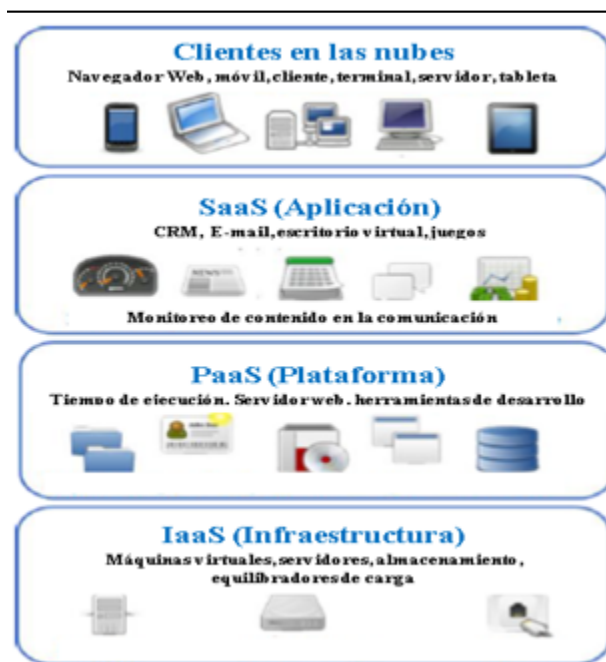 Clientes en las nubes
Navegador Web, móvil, cliente, terminal, servidor, tableta
SaaS (Aplicación)
CRM, E-mail, escritorio virtual, juegos
NEWS
Monitoreo de contenido en la comunicación
PaaS (Plataforma)
Tiempo de ejecución. Servidor web. herramientas de desarrollo
IaaS (Infraestructura)
Máquinas virtuales, servidores, almacenamiento,
equilibradores de carga